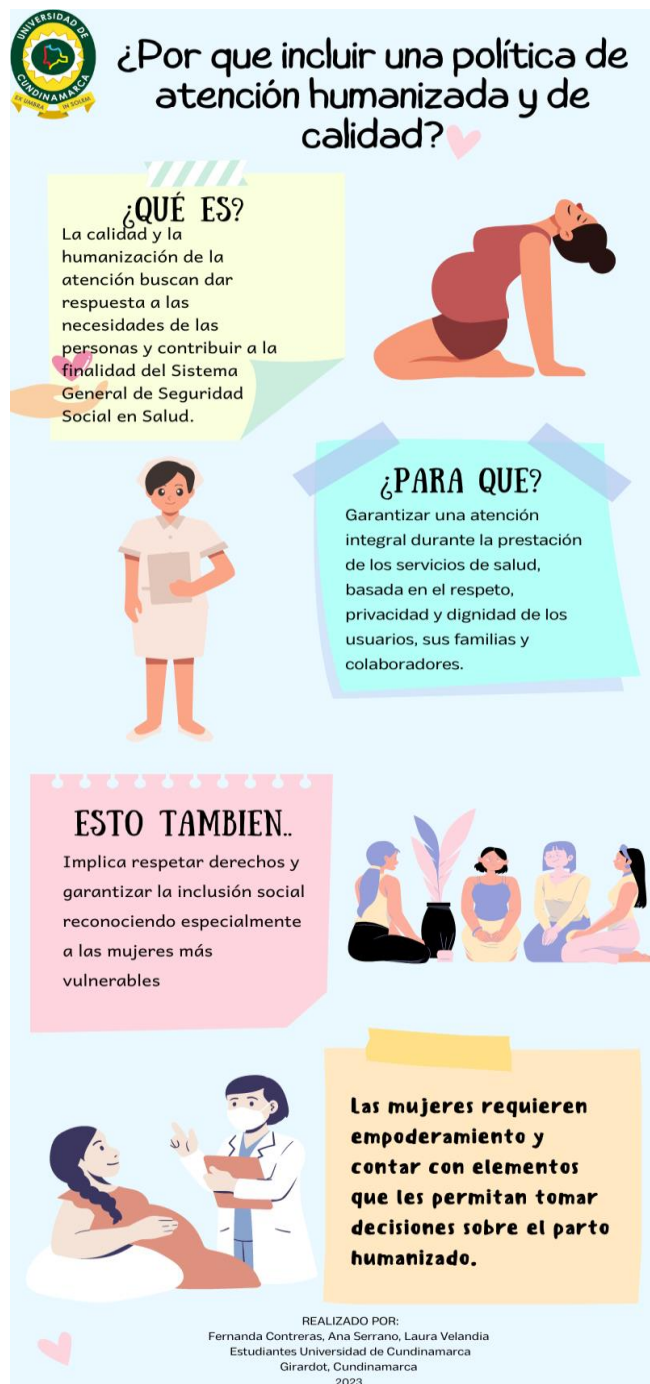 UNIVERSIDAD DE
CUNDINAMARCA
EX UMBRA IN SOLEM
¿Por que incluir una política de
atención humanizada y de
calidad?
¿QUÉ ES?
La calidad y la
humanización de la
atención buscan dar
respuesta a las
necesidades de las
personas y contribuir a la
finalidad del Sistema
General de Seguridad
Social en Salud.
¿PARA QUE?
Garantizar una atención
integral durante la prestación
de los servicios de salud,
basada en el respeto,
privacidad y dignidad de los
usuarios, sus familias y
colaboradores.
ESTO TAMBIEN..
Implica respetar derechos y
garantizar la inclusión social
reconociendo especialmente
a las mujeres más
vulnerables
Las mujeres requieren
empoderamiento y
contar con elementos
que les permitan tomar
decisiones sobre el parto
humanizado.
REALIZADO POR:
Fernanda Contreras, Ana Serrano, Laura Velandia
Estudiantes Universidad de Cundinamarca
Girardot, Cundinamarca
2023